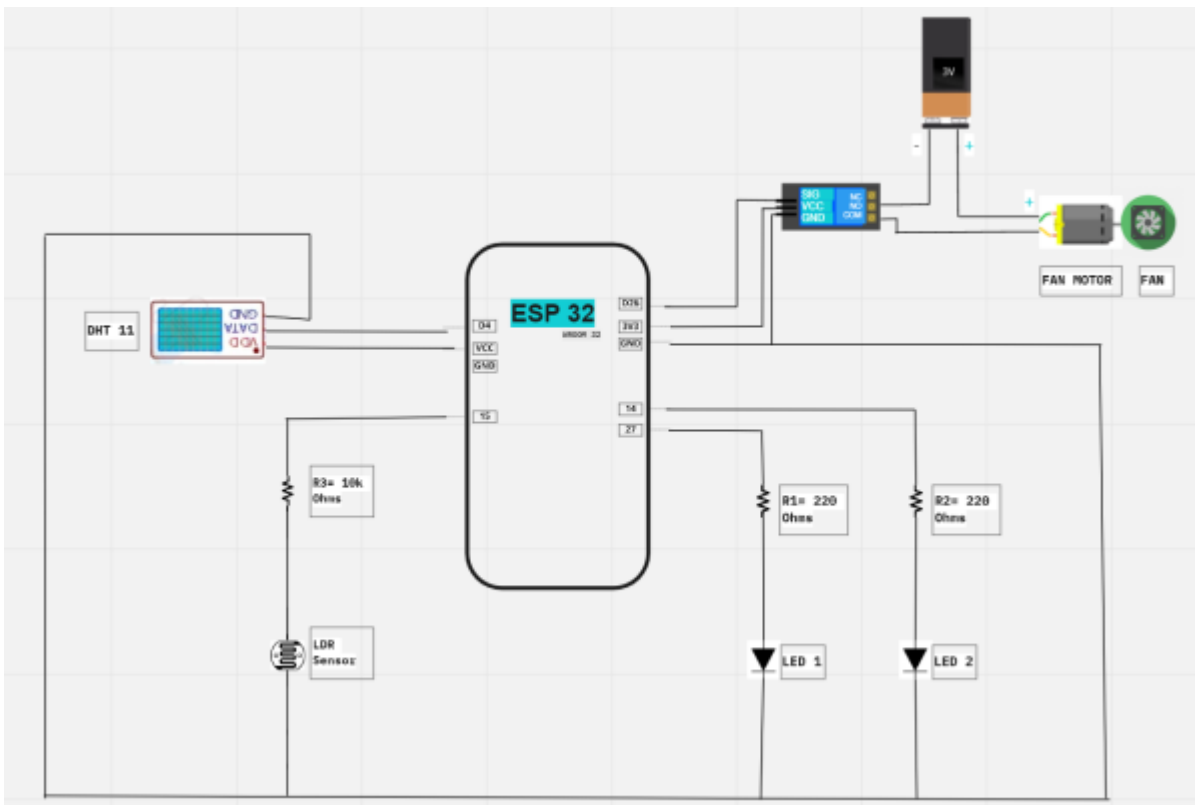 3V
-
+
SIG
VCC
GND
NC
NO
COM
+
FAN MOTOR
FAN
DHT 11
GND
DATA
VDD
ESP 32
WROOM 32
D4
VCC
GND
15
D26
3V3
GND
14
27
R3= 10k
Ohms
R1= 220
Ohms
R2= 220
Ohms
LDR
Sensor
LED 1
LED 2